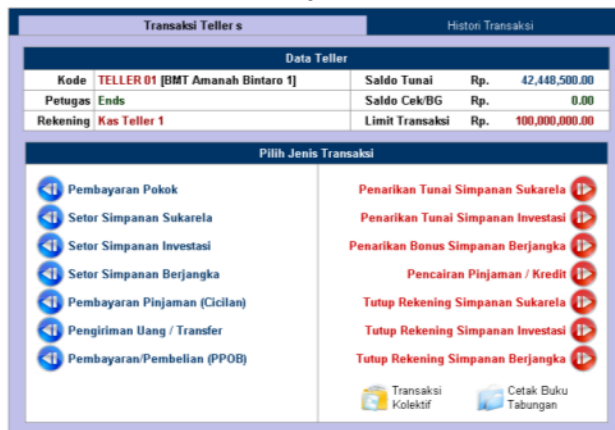 Transaksi Teller s
Histori Transaksi
Data Teller
Kode TELLER 01 [BMT Amanah Bintaro 1] Saldo Tunai Rp. 42,448,500.00
Petugas Ends Saldo Cek/BG Rp. 0.00
Rekening Kas Teller 1 Limit Transaksi Rp. 100,000,000.00
Pilih Jenis Transaksi
Pembayaran Pokok
Setor Simpanan Sukarela
Setor Simpanan Investasi
Setor Simpanan Berjangka
Pembayaran Pinjaman (Cicilan)
Pengiriman Uang / Transfer
Pembayaran/Pembelian (PPOB)
Penarikan Tunai Simpanan Sukarela
Penarikan Tunai Simpanan Investasi
Penarikan Bonus Simpanan Berjangka
Pencairan Pinjaman / Kredit
Tutup Rekening Simpanan Sukarela
Tutup Rekening Simpanan Investasi
Tutup Rekening Simpanan Berjangka
Transaksi
Kolektif
Cetak Buku
Tabungan